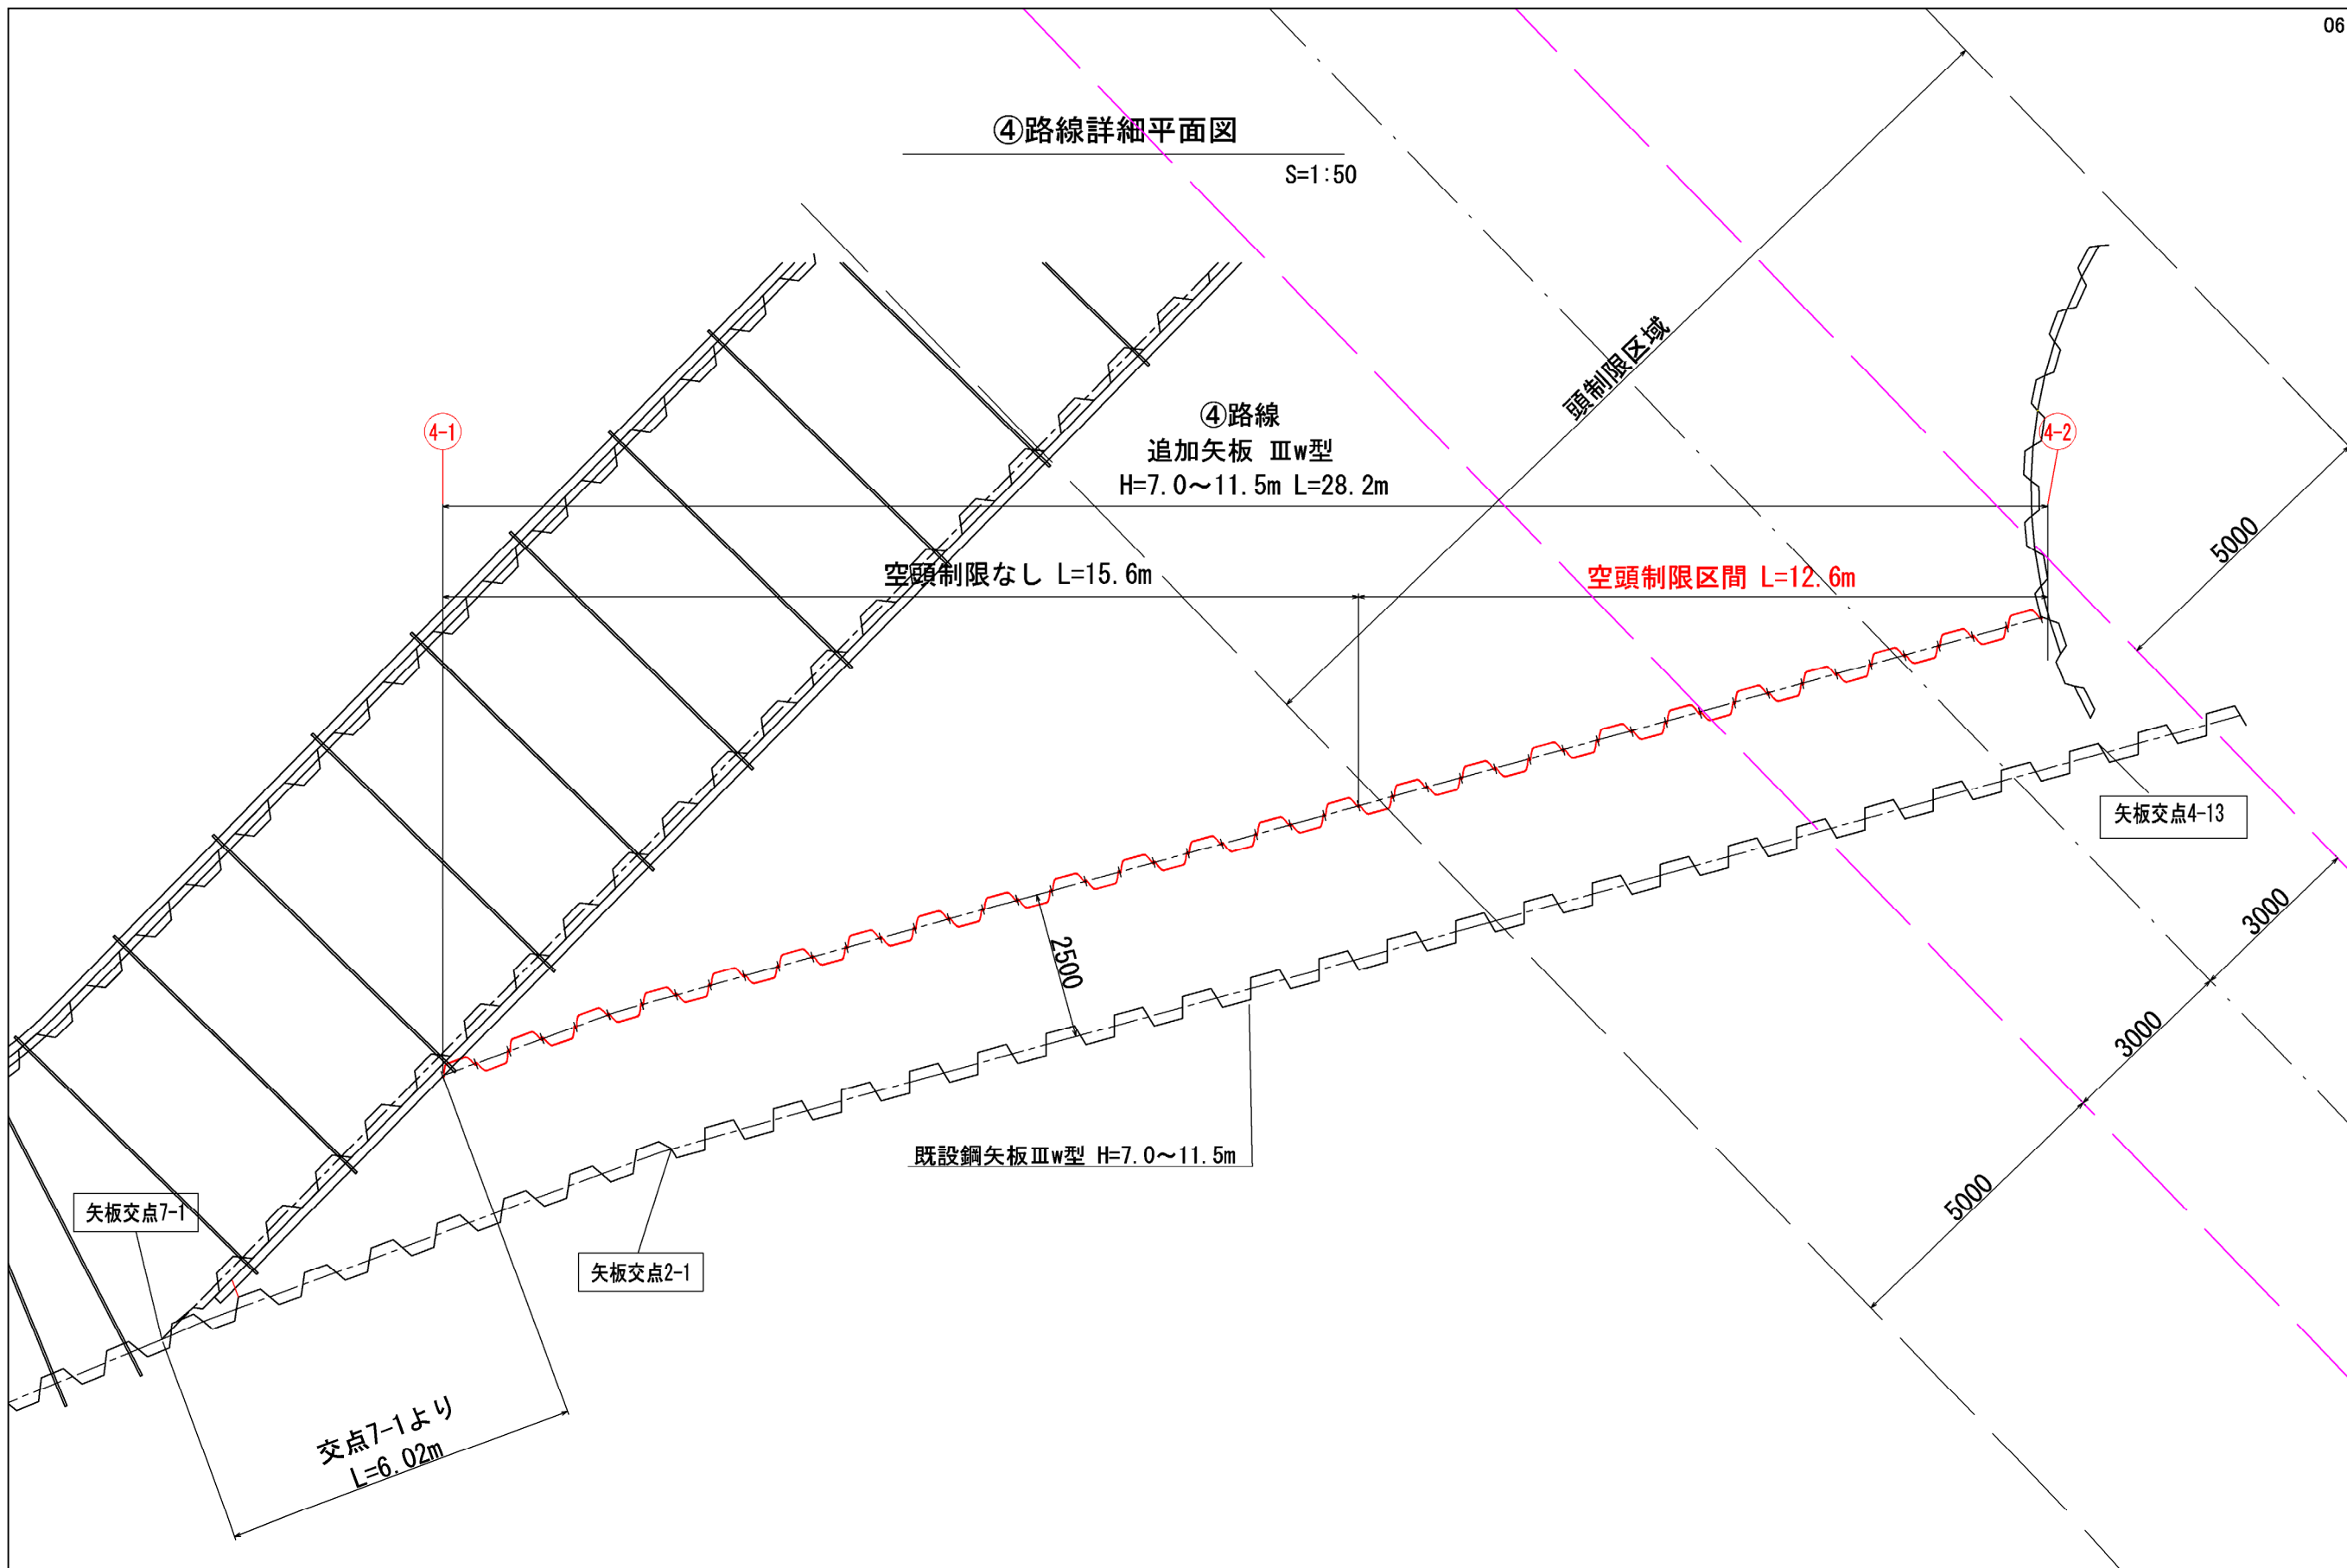 06
④路線詳細平面図
S=1:50
頭制限区域
④路線
追加矢板 Ⅲw型
H=7.0～11.5m L=28.2m
4-1
4-2
空頭制限なし L=15.6m
空頭制限区間 L=12.6m
5000
矢板交点4-13
2500
3000
3000
5000
既設鋼矢板Ⅲw型 H=7.0～11.5m
矢板交点7-1
矢板交点2-1
交点7-1より
L=6.02m